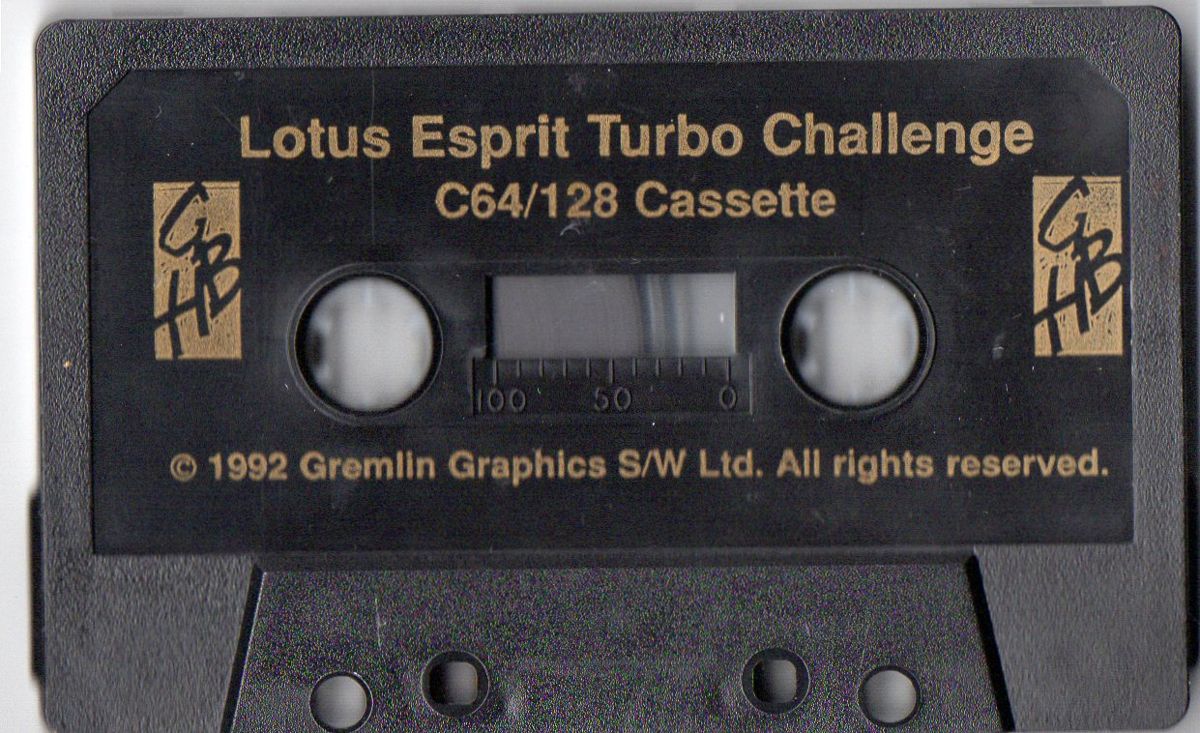 Lotus Esprit Turbo Challenge
C64/128 Cassette
GBH
GBH
100 50 0
© 1992 Gremlin Graphics S/W Ltd. All rights reserved.